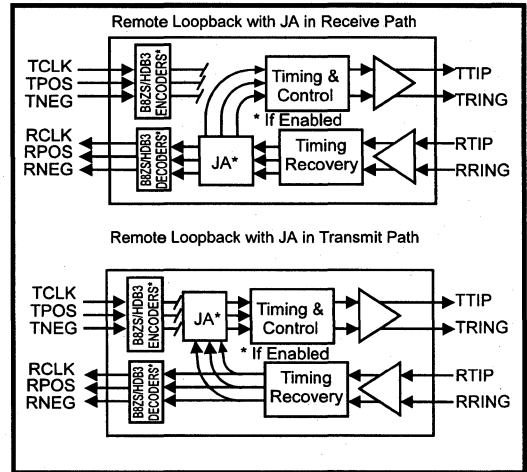 Remote Loopback with JA in Receive Path
TCLK
TPOS
TNEG
B8ZS/HDB3
ENCODERS*
Timing &
Control
TTIP
TRING
* If Enabled
RCLK
RPOS
RNEG
B8ZS/HDB3
DECODERS*
JA*
Timing
Recovery
RTIP
RRING
Remote Loopback with JA in Transmit Path
TCLK
TPOS
TNEG
B8ZS/HDB3
ENCODERS*
JA*
Timing &
Control
TTIP
TRING
* If Enabled
RCLK
RPOS
RNEG
B8ZS/HDB3
DECODERS*
Timing
Recovery
RTIP
RRING